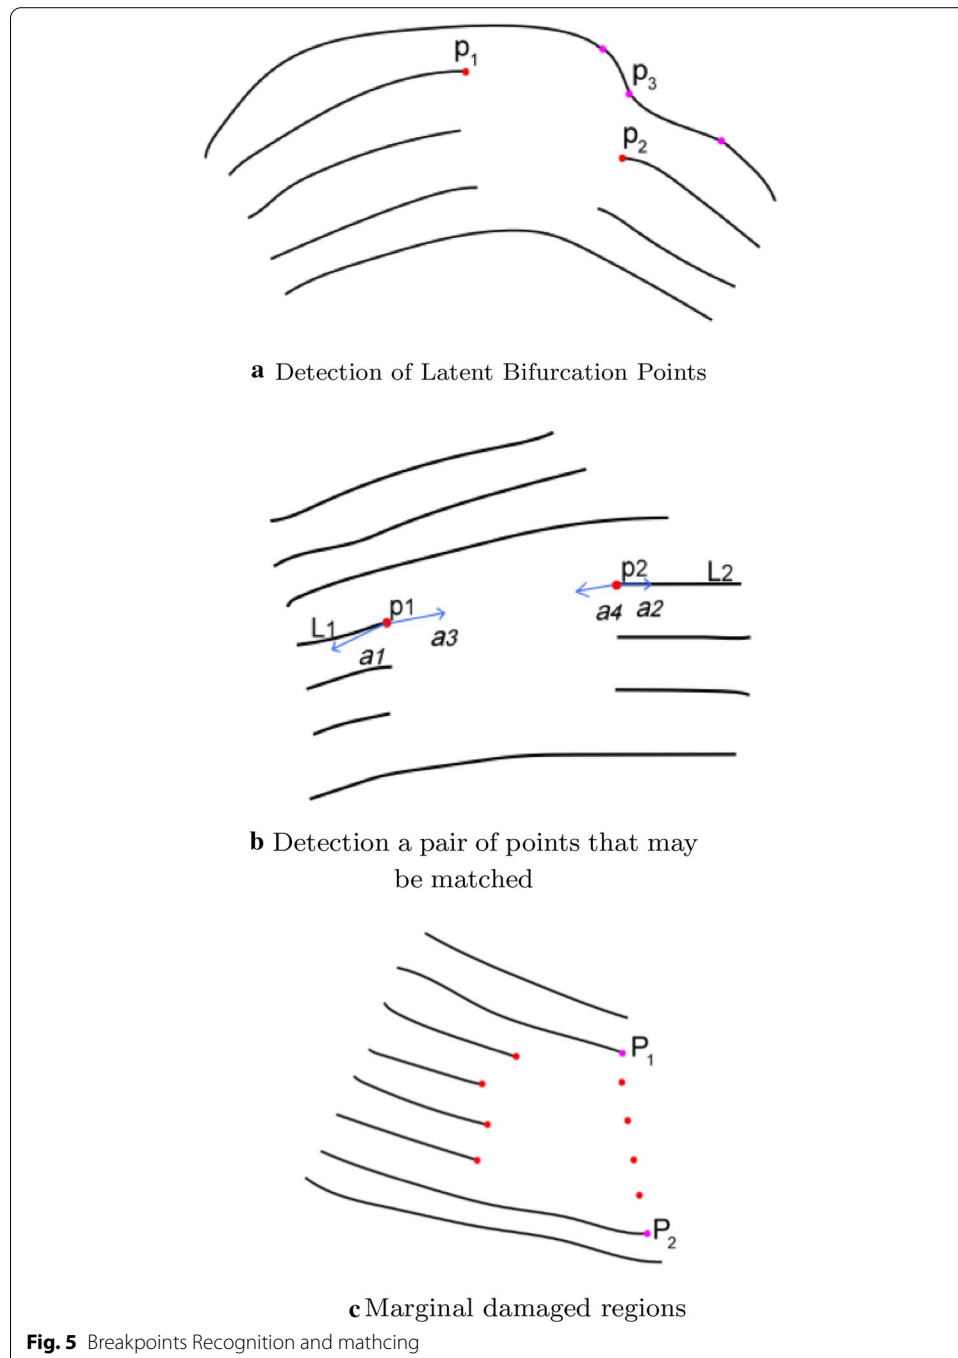 p1
p3
p2
a Detection of Latent Bifurcation Points
p2 L2
p1 a4 a2
L1 a3
a1
b Detection a pair of points that may
be matched
P1
P2
c Marginal damaged regions
Fig. 5 Breakpoints Recognition and mathcing